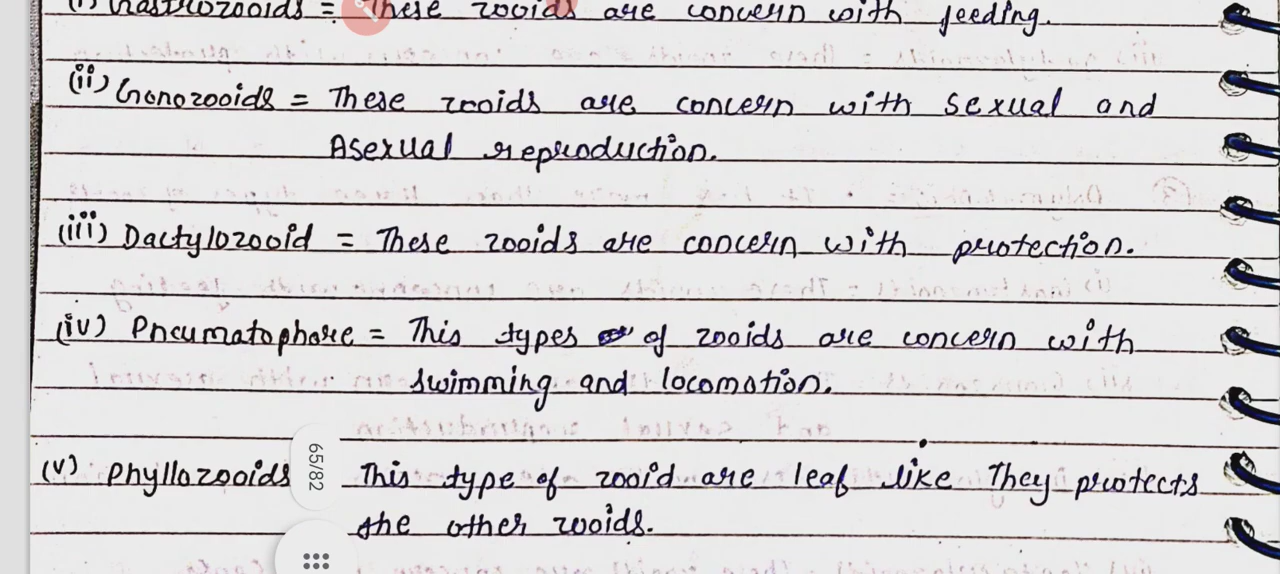 (i) Gastrozooids = These zooids are concern with feeding.
(ii) Gonozooids = These zooids are concern with sexual and
Asexual reproduction.
(iii) Dactylozooid = These zooids are concern with protection.
(iv) Pneumatophore = This types of zooids are concern with
swimming and locomotion.
(v) Phyllozooids This type of zooid are leaf like They protects
the other zooids.
65/82